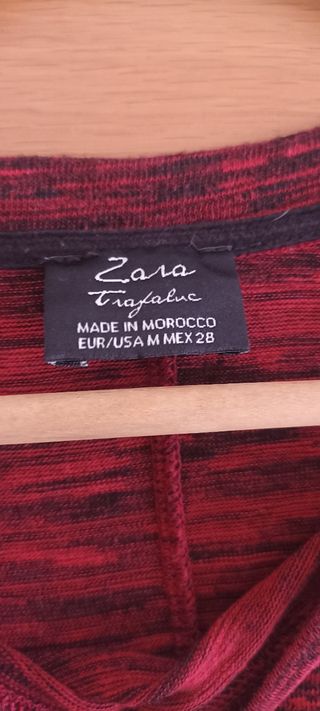 Zara
Trafaluc
MADE IN MOROCCO
EUR/USA M MEX 28